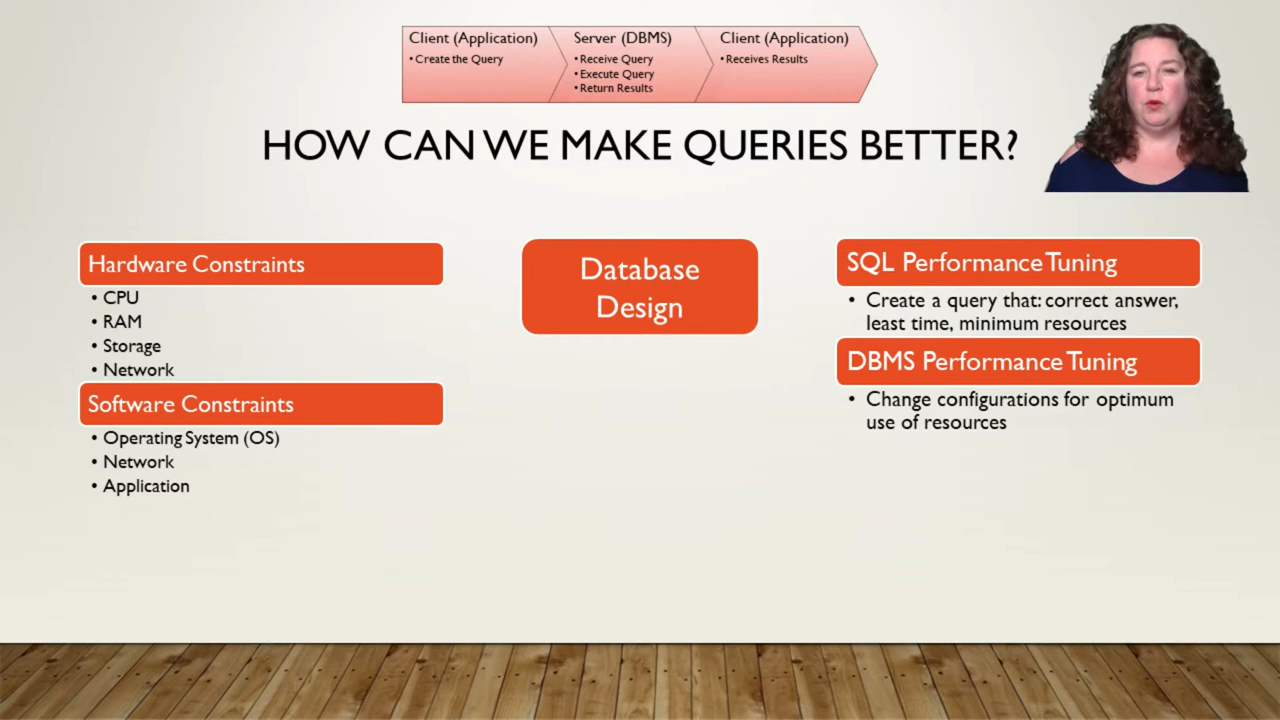 Client (Application)
• Create the Query
Server (DBMS)
• Receive Query
• Execute Query
• Return Results
Client (Application)
• Receives Results
HOW CAN WE MAKE QUERIES BETTER?
Hardware Constraints
• CPU
• RAM
• Storage
• Network
Software Constraints
• Operating System (OS)
• Network
• Application
Database
Design
SQL Performance Tuning
• Create a query that: correct answer,
least time, minimum resources
DBMS Performance Tuning
• Change configurations for optimum
use of resources